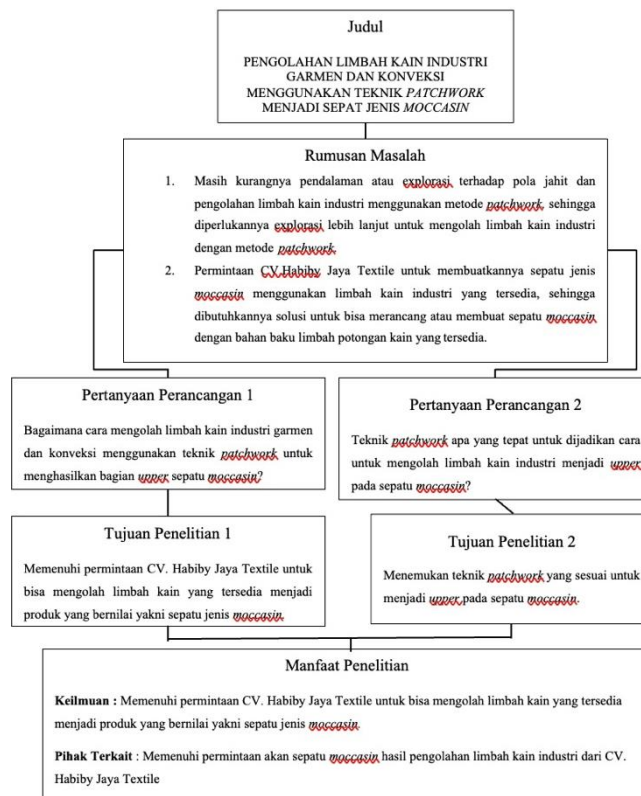 Judul
PENGOLAHAN LIMBAH KAIN INDUSTRI
GARMEN DAN KONVEKSI
MENGGUNAKAN TEKNIK PATCHWORK
MENJADI SEPAT JENIS MOCCASIN
Rumusan Masalah
1. Masih kurangnya pendalaman atau explorasi terhadap pola jahit dan
pengolahan limbah kain industri menggunakan metode patchwork, sehingga
diperlukannya explorasi lebih lanjut untuk mengolah limbah kain industri
dengan metode patchwork.
2. Permintaan CV.Habiby Jaya Textile untuk membuatkannya sepatu jenis
moccasin menggunakan limbah kain industri yang tersedia, sehingga
dibutuhkannya solusi untuk bisa merancang atau membuat sepatu moccasin
dengan bahan baku limbah potongan kain yang tersedia.
Pertanyaan Perancangan 1
Bagaimana cara mengolah limbah kain industri garmen
dan konveksi menggunakan teknik patchwork untuk
menghasilkan bagian upper sepatu moccasin?
Pertanyaan Perancangan 2
Teknik patchwork apa yang tepat untuk dijadikan cara
untuk mengolah limbah kain industri menjadi upper
pada sepatu moccasin?
Tujuan Penelitian 1
Memenuhi permintaan CV. Habiby Jaya Textile untuk
bisa mengolah limbah kain yang tersedia menjadi
produk yang bernilai yakni sepatu jenis moccasin.
Tujuan Penelitian 2
Menemukan teknik patchwork yang sesuai untuk
menjadi upper pada sepatu moccasin.
Manfaat Penelitian
Keilmuan : Memenuhi permintaan CV. Habiby Jaya Textile untuk bisa mengolah limbah kain yang tersedia
menjadi produk yang bernilai yakni sepatu jenis moccasin.
Pihak Terkait : Memenuhi permintaan akan sepatu moccasin hasil pengolahan limbah kain industri dari CV.
Habiby Jaya Textile